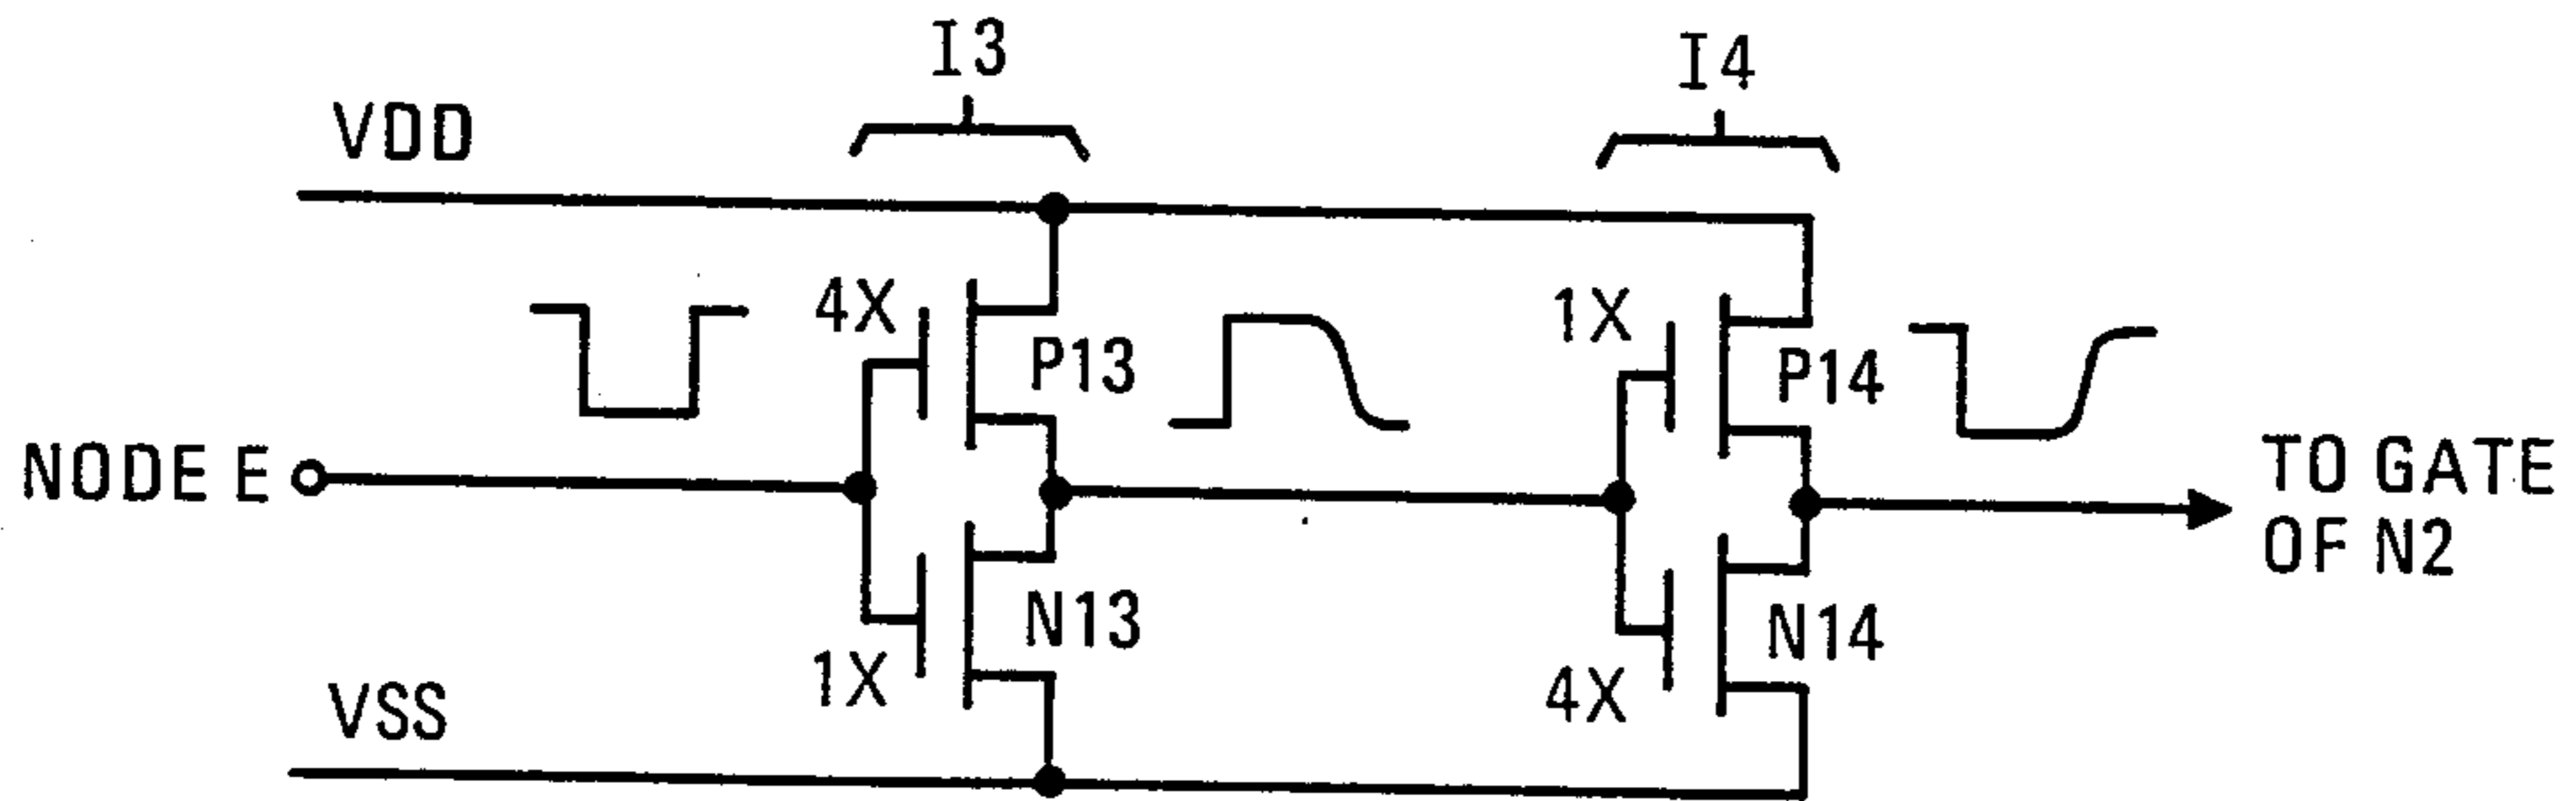 I3
I4
VDD
4X
1X
P13
P14
NODE E
TO GATE
OF N2
N13
N14
1X
4X
VSS